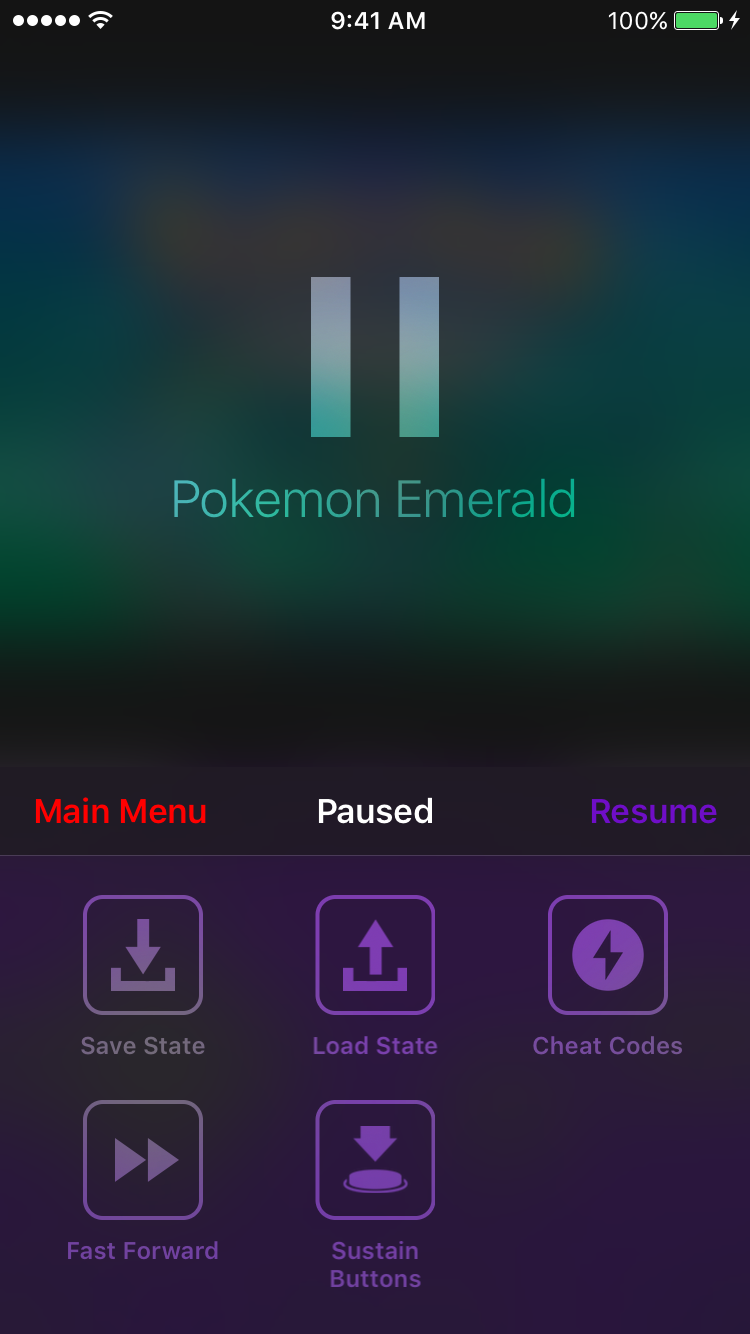 9:41 AM
100%
Pokemon Emerald
Main Menu
Paused
Resume
Save State
Load State
Cheat Codes
Fast Forward
Sustain
Buttons